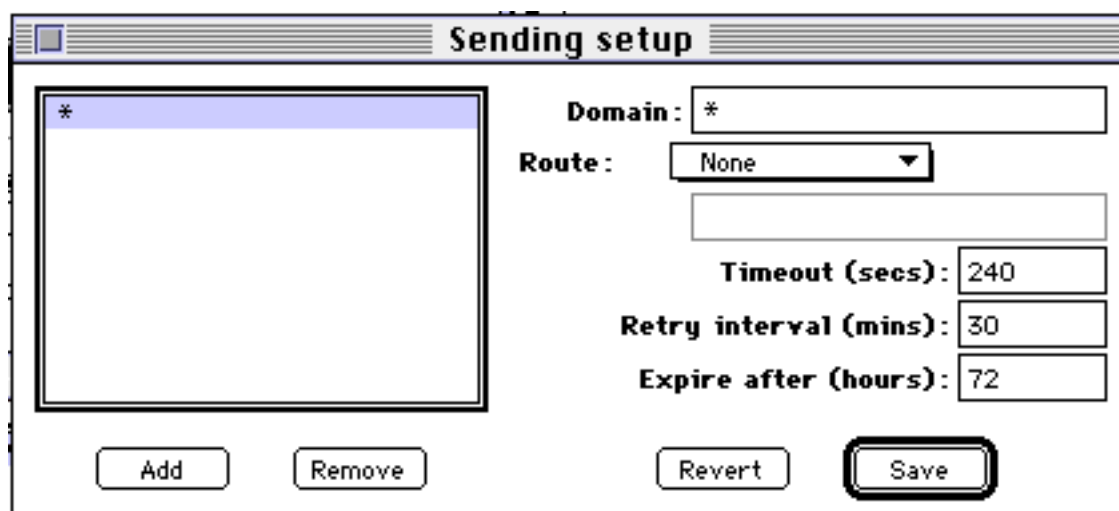 Sending setup
*
Domain: *
Route: None
Timeout (secs): 240
Retry interval (mins): 30
Expire after (hours): 72
Add Remove Revert Save